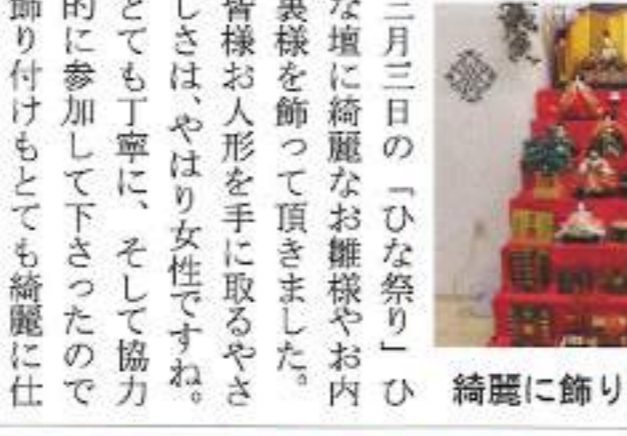 三月三日の「ひな祭り」ひ
な壇に綺麗なお雛様やお内
裏様を飾って頂きました。
皆様お人形を手に取るやさ
しさは、やはり女性ですね。
とても丁寧に、そして協力
的に参加して下さったので
飾り付けもとても綺麗に仕
綺麗に飾り